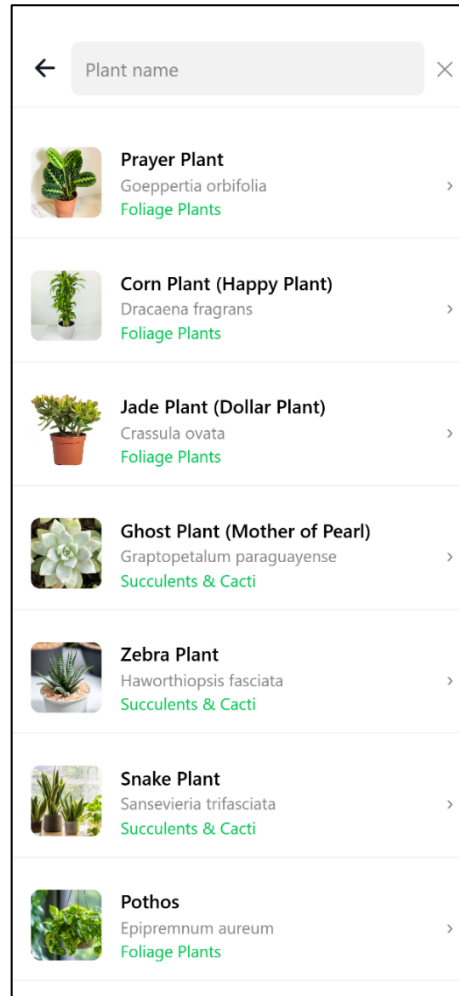 Plant name
Prayer Plant
Goeppertia orbifolia
Foliage Plants
Corn Plant (Happy Plant)
Dracaena fragrans
Foliage Plants
Jade Plant (Dollar Plant)
Crassula ovata
Foliage Plants
Ghost Plant (Mother of Pearl)
Graptopetalum paraguayense
Succulents & Cacti
Zebra Plant
Haworthiopsis fasciata
Succulents & Cacti
Snake Plant
Sansevieria trifasciata
Succulents & Cacti
Pothos
Epipremnum aureum
Foliage Plants